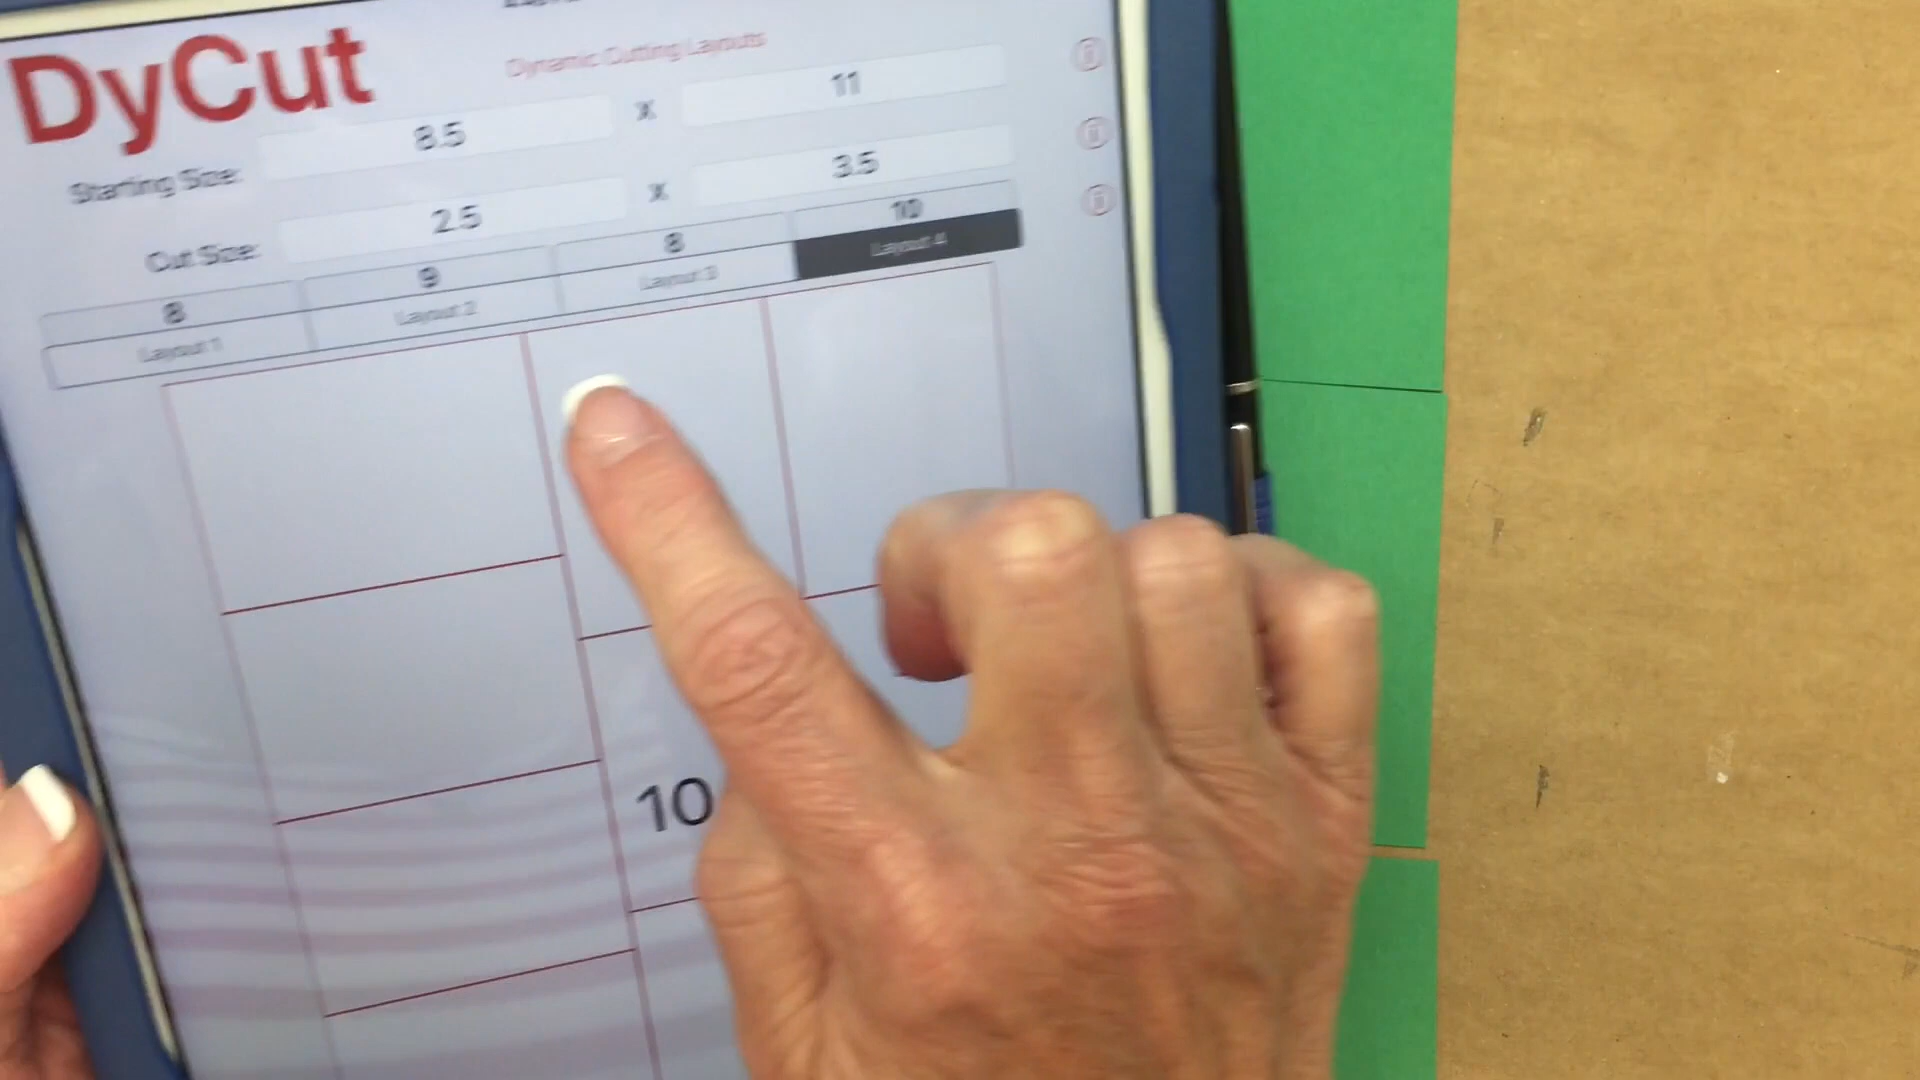 DyCut
Dynamic Cutting Layouts
Starting Size: 8.5 x 11
Cut Size: 2.5 x 3.5
8 9 8 10
Layout 1 Layout 2 Layout 3 Layout 4
10